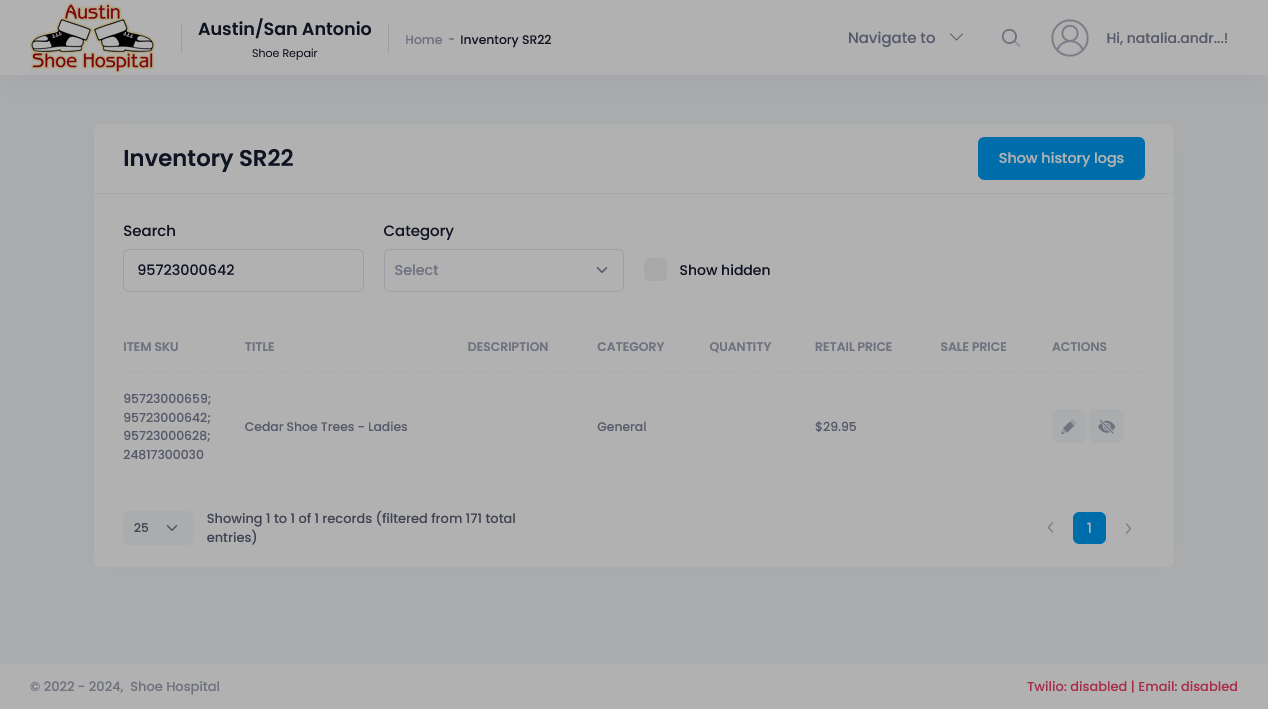 Austin
Shoe Hospital
Austin/San Antonio
Shoe Repair
Home - Inventory SR22
Navigate to
Hi, natalia.andr...!
Inventory SR22
Show history logs
Search
Category
95723000642
Select
Show hidden
ITEM SKU TITLE DESCRIPTION CATEGORY QUANTITY RETAIL PRICE SALE PRICE ACTIONS
95723000659;
95723000642;
95723000628;
24817300030
Cedar Shoe Trees - Ladies
General
$29.95
25
Showing 1 to 1 of 1 records (filtered from 171 total
entries)
1
© 2022 - 2024, Shoe Hospital
Twilio: disabled | Email: disabled